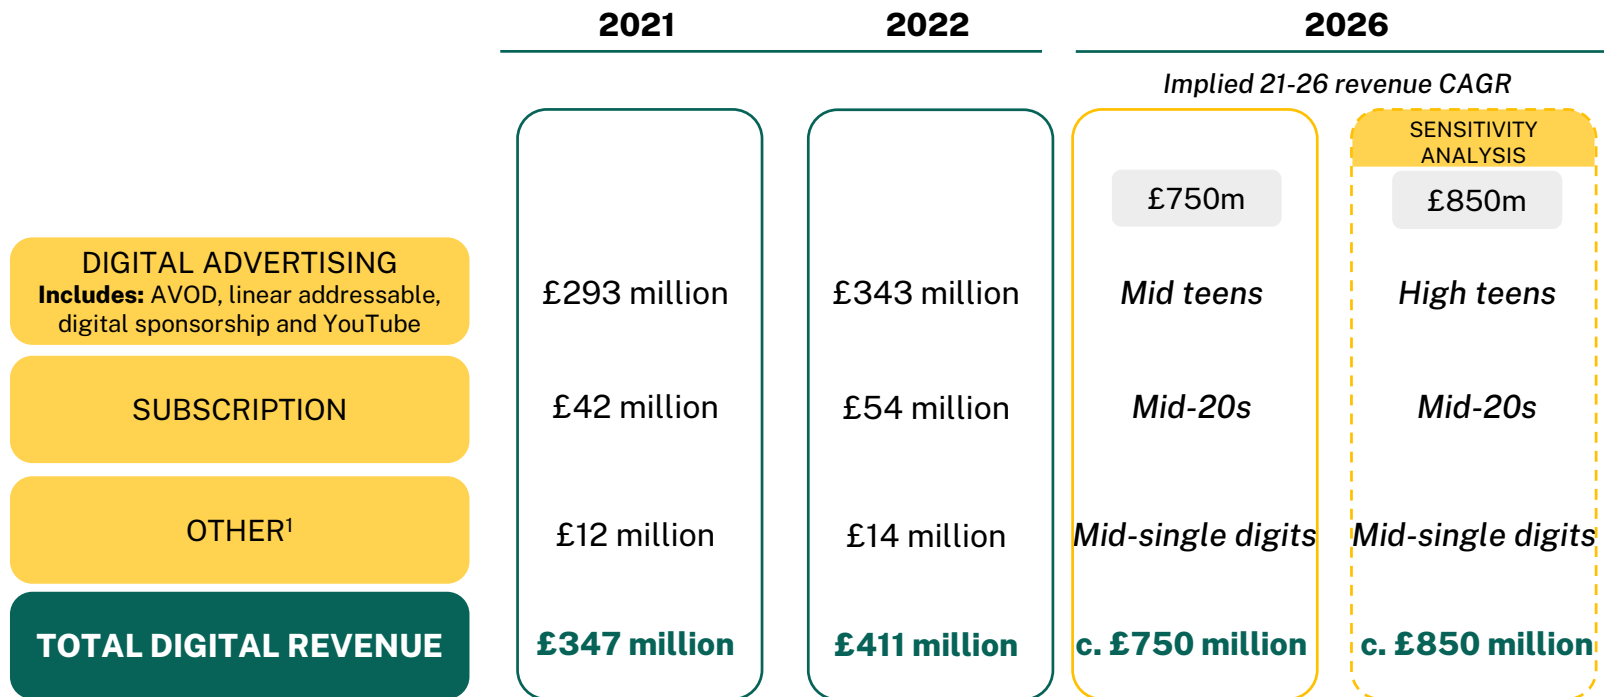 2021 2022 2026
Implied 21-26 revenue CAGR
SENSITIVITY
ANALYSIS
£750m £850m
DIGITAL ADVERTISING
Includes: AVOD, linear addressable,
digital sponsorship and YouTube
£293 million £343 million Mid teens High teens
SUBSCRIPTION £42 million £54 million Mid-20s Mid-20s
OTHER¹ £12 million £14 million Mid-single digits Mid-single digits
TOTAL DIGITAL REVENUE £347 million £411 million c. £750 million c. £850 million